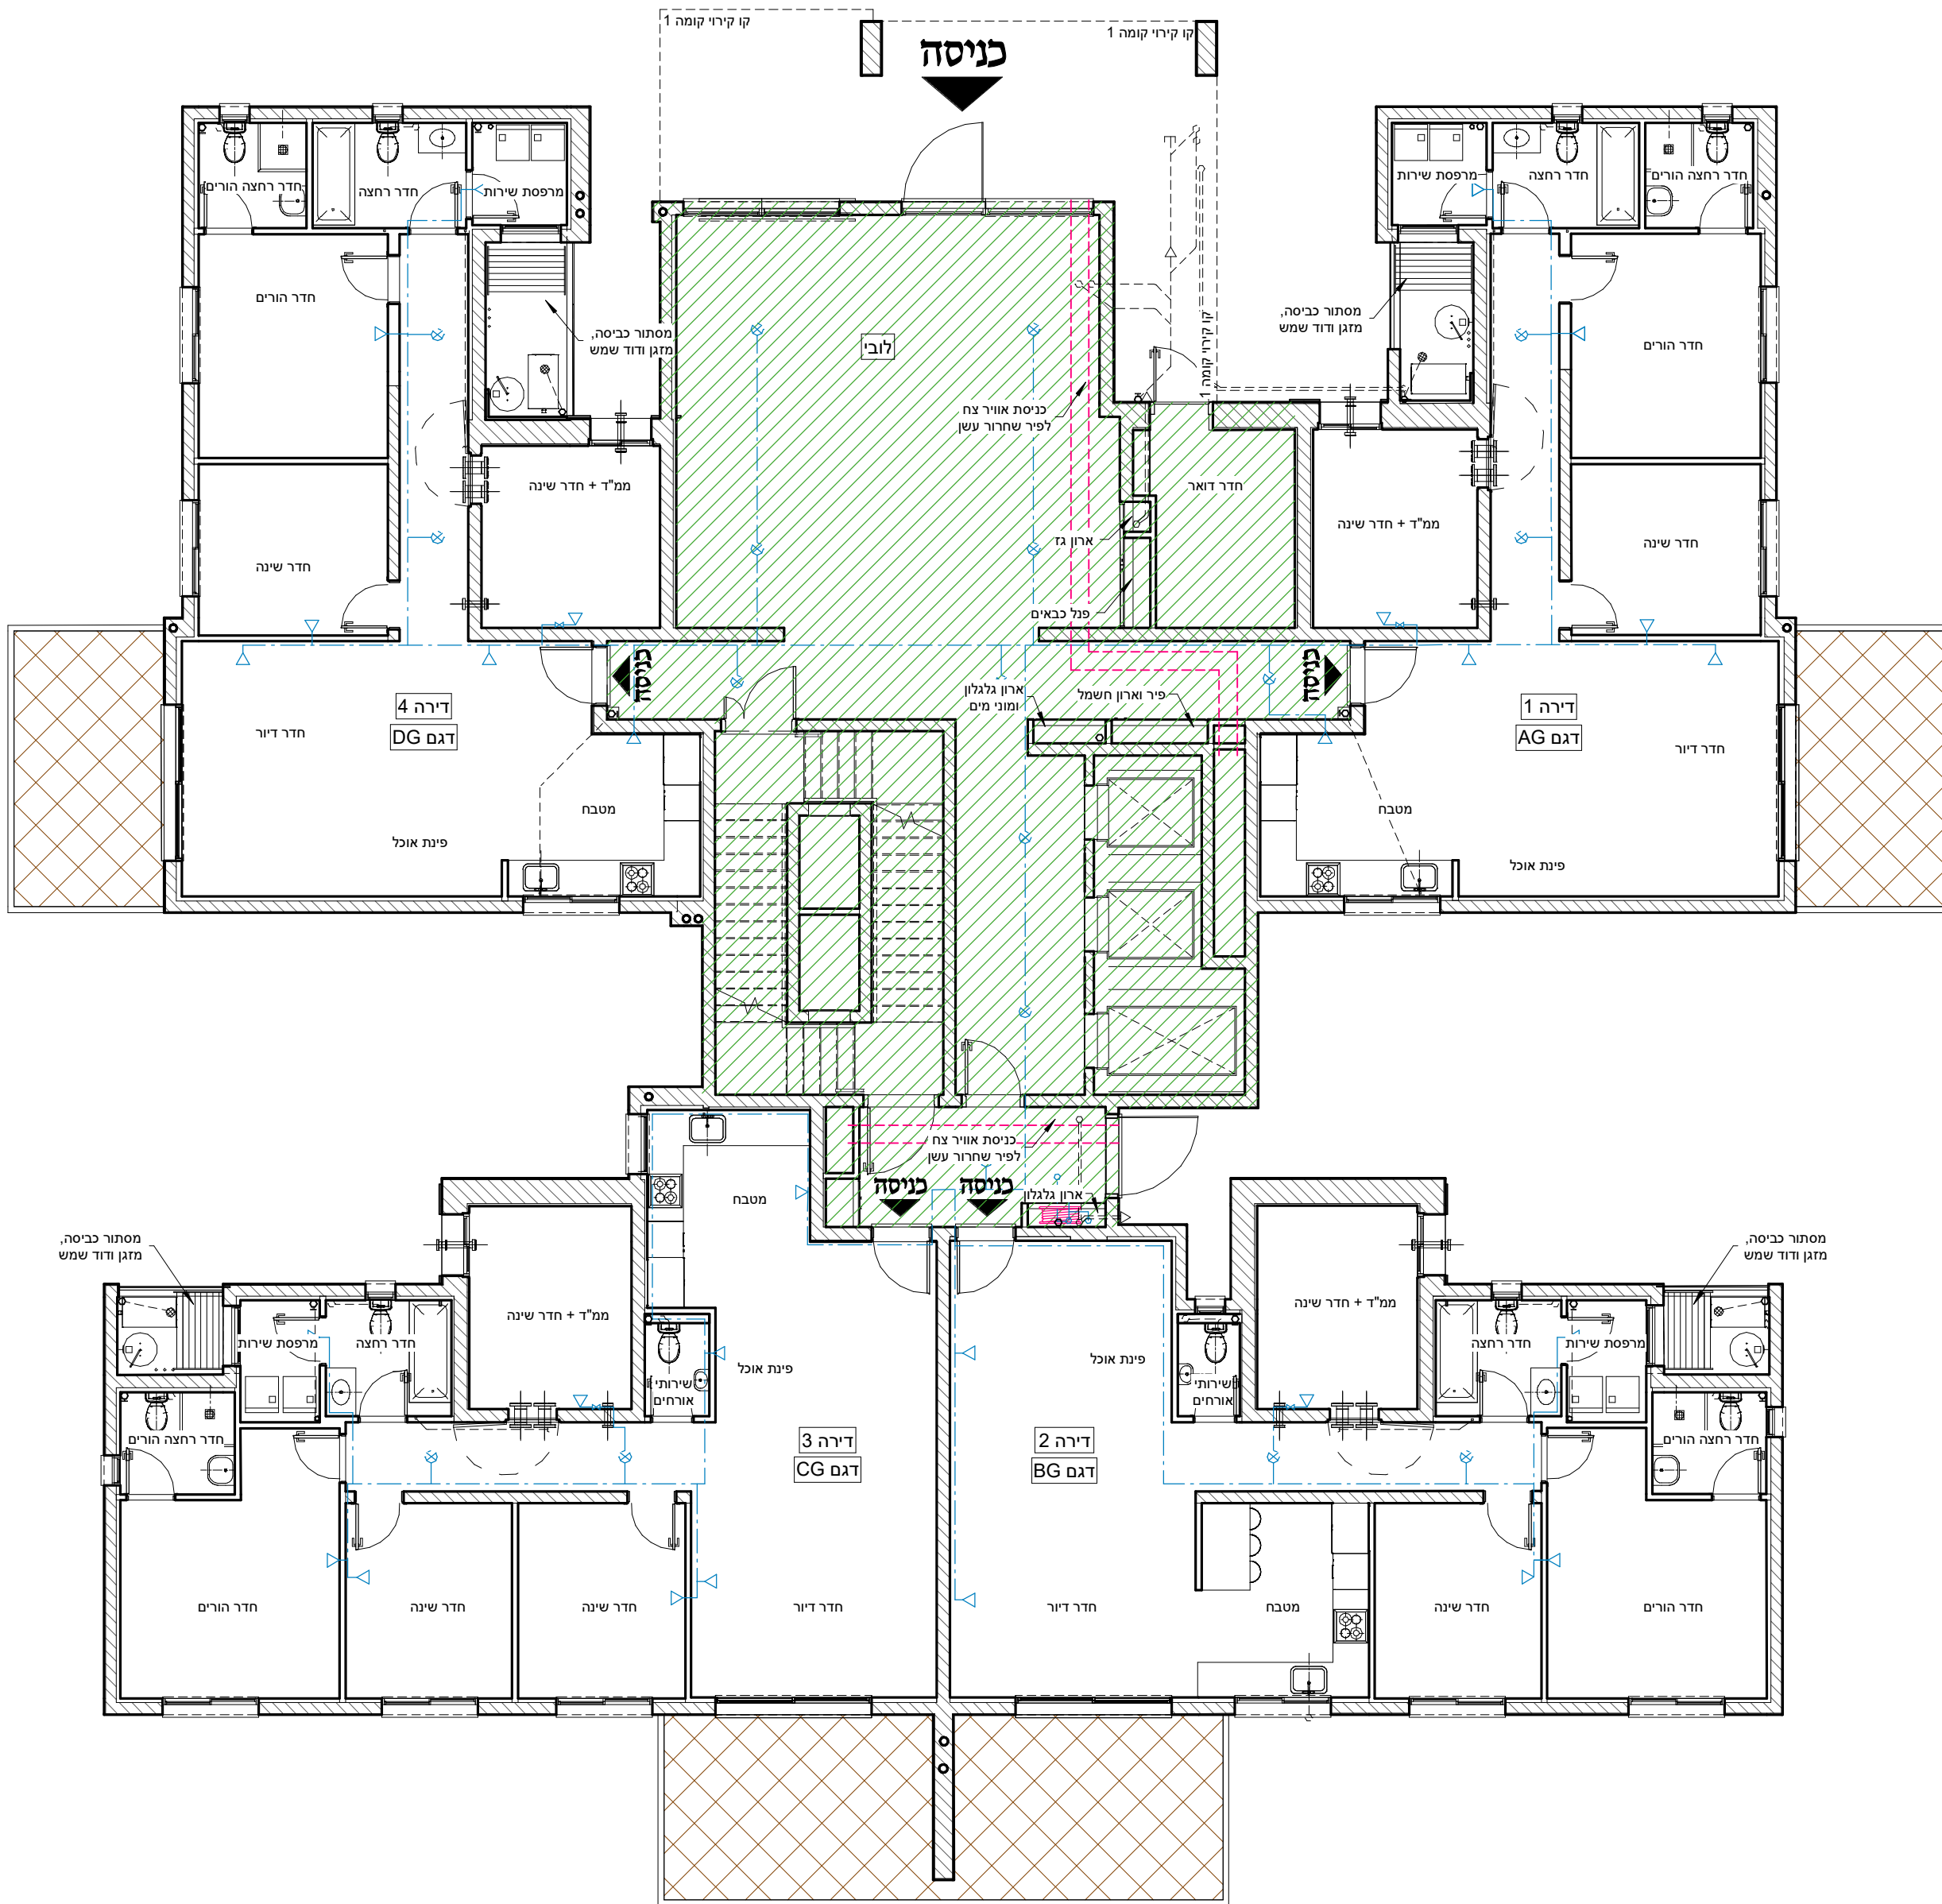 קו קירוי קומה 1
קו קירוי קומה 1
כניסה
חדר רחצה הורים
חדר רחצה
מרפסת שירות
מרפסת שירות
חדר רחצה
חדר רחצה הורים
חדר הורים
מסתור כביסה,
מזגן ודוד שמש
לובי
קו קירוי קומה 1
מסתור כביסה,
מזגן ודוד שמש
חדר הורים
כניסת אוויר צח
לפיר שחרור עשן
חדר שינה
ממ"ד + חדר שינה
חדר דואר
ארון גז
פנל כבאים
ממ"ד + חדר שינה
חדר שינה
כניסה
כניסה
ארון גלגלון
ומוני מים
פיר וארון חשמל
דירה 4
דגם DG
חדר דיור
מטבח
פינת אוכל
דירה 1
דגם AG
חדר דיור
מטבח
פינת אוכל
כניסת אוויר צח
לפיר שחרור עשן
כניסה
כניסה
ארון גלגלון
מטבח
מסתור כביסה,
מזגן ודוד שמש
מרפסת שירות
חדר רחצה
ממ"ד + חדר שינה
שירותי
אורחים
פינת אוכל
פינת אוכל
שירותי
אורחים
ממ"ד + חדר שינה
חדר רחצה
מרפסת שירות
מסתור כביסה,
מזגן ודוד שמש
חדר רחצה הורים
דירה 3
דגם CG
דירה 2
דגם BG
חדר רחצה הורים
חדר הורים
חדר שינה
חדר שינה
חדר דיור
חדר דיור
מטבח
חדר שינה
חדר הורים